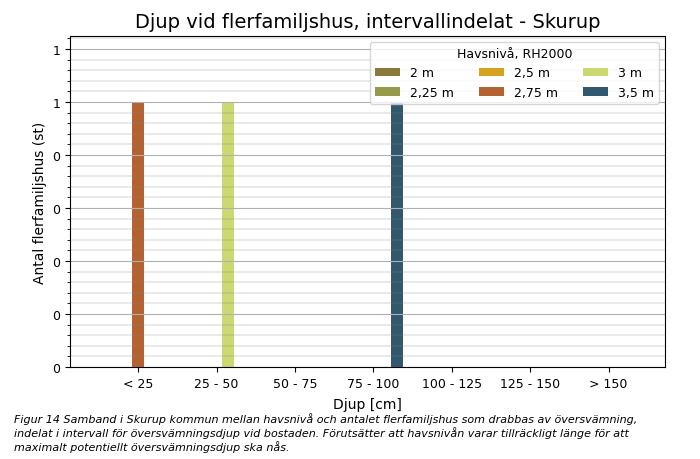 Djup vid flerfamiljshus, intervallindelat - Skurup
Havsnivå, RH2000
2 m 2,5 m 3 m
2,25 m 2,75 m 3,5 m
Antal flerfamiljshus (st)
1
1
0
0
0
0
0
< 25 25 - 50 50 - 75 75 - 100 100 - 125 125 - 150 > 150
Djup [cm]
Figur 14 Samband i Skurup kommun mellan havsnivå och antalet flerfamiljshus som drabbas av översvämning,
indelat i intervall för översvämningsdjup vid bostaden. Förutsätter att havsnivån varar tillräckligt länge för att
maximalt potentiellt översvämningsdjup ska nås.